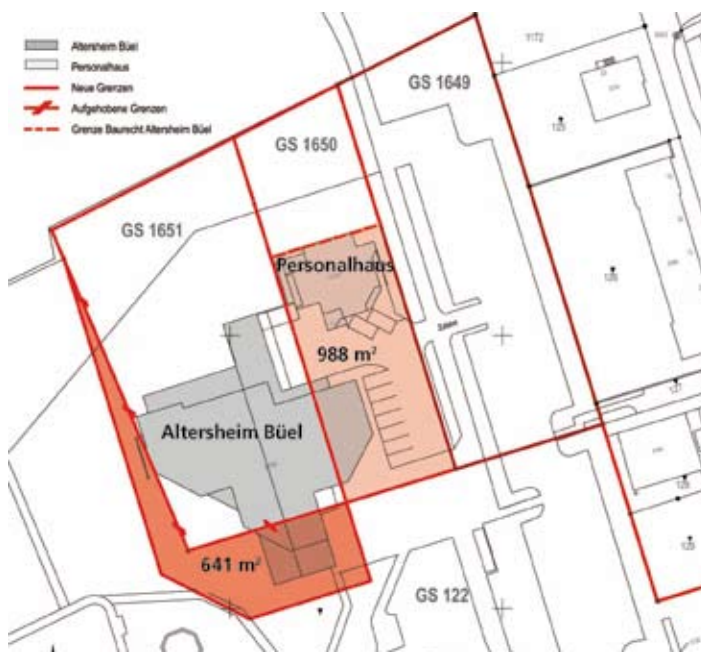 Altersheim Büel
Personalhaus
Neue Grenzen
Aufgehobene Grenzen
Grenze Baurecht Altersheim Büel
GS 1649
GS 1650
GS 1651
Personalhaus
988 m²
Altersheim Büel
641 m²
GS 122